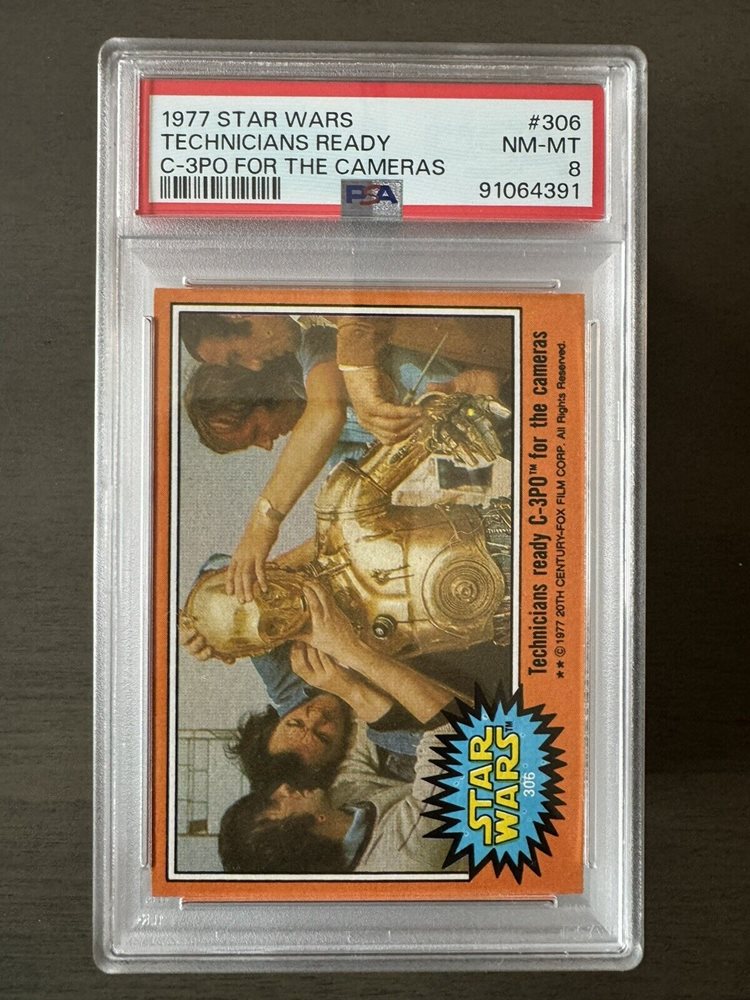 1977 STAR WARS #306
TECHNICIANS READY NM-MT
C-3PO FOR THE CAMERAS 8
PSA 91064391
Technicians ready C-3PO™ for the cameras
★★ © 1977 20TH CENTURY-FOX FILM CORP. All Rights Reserved.
STAR
WARS™
306